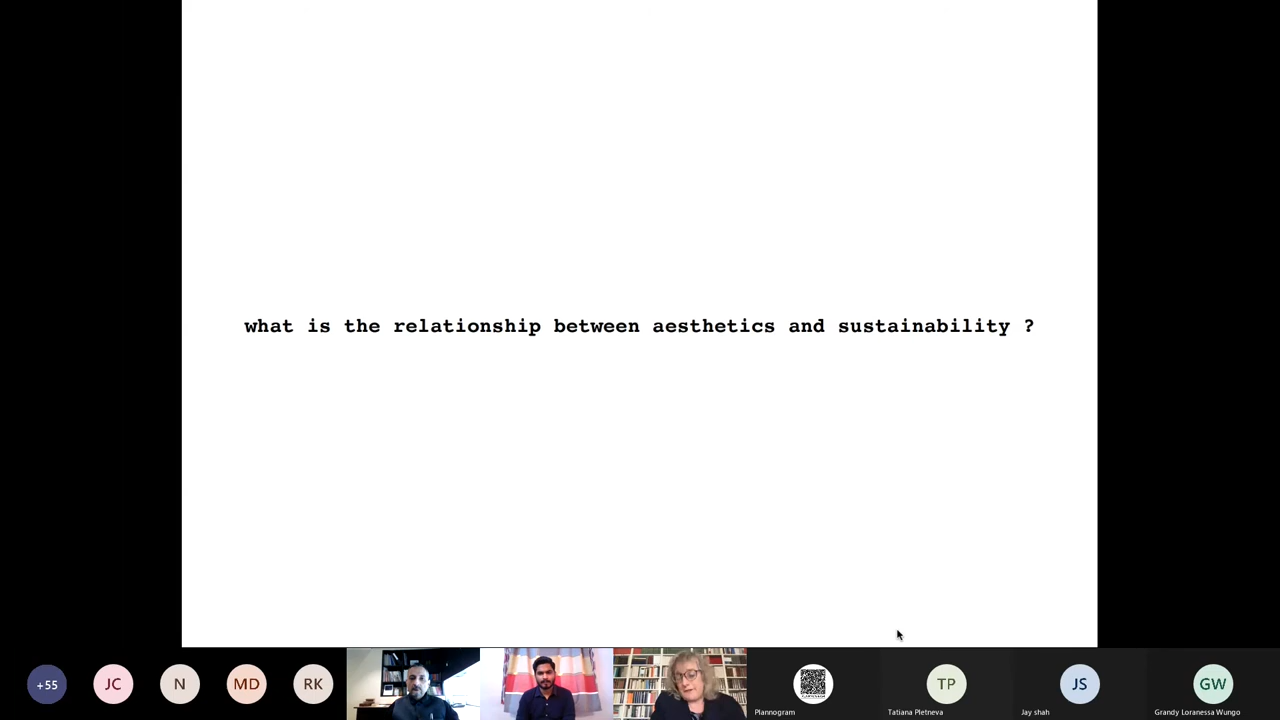 what is the relationship between aesthetics and sustainability ?
+55
JC
N
MD
RK
Plannogram
TP
Tatiana Pletneva
JS
Jay shah
GW
Grandy Loranessa Wungo